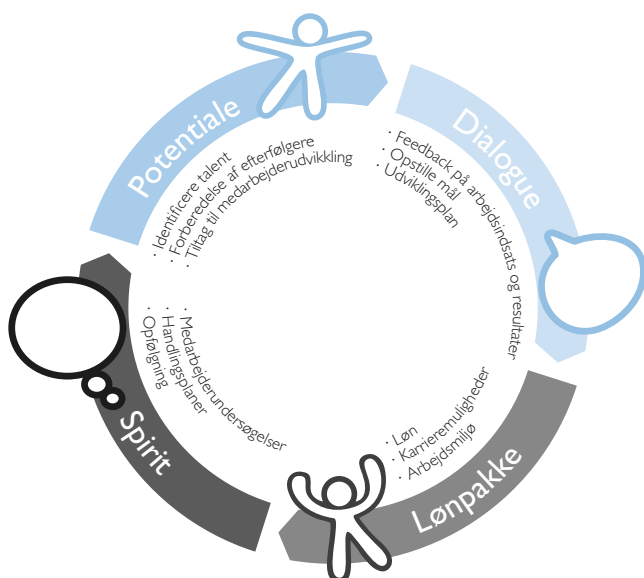 Potentiale
· Identificere talent
· Forberedelse af efterfølgere
· Tiltag til medarbejderudvikkling
Dialogue
· Feedback på arbejdsindsats og resultater
· Opstille mål
· Udviklingsplan
Lønpakke
· Løn
· Karrieremuligheder
· Arbejdsmiljø
Spirit
· Medarbejderundersøgelser
· Handlingsplaner
· Opfølgning